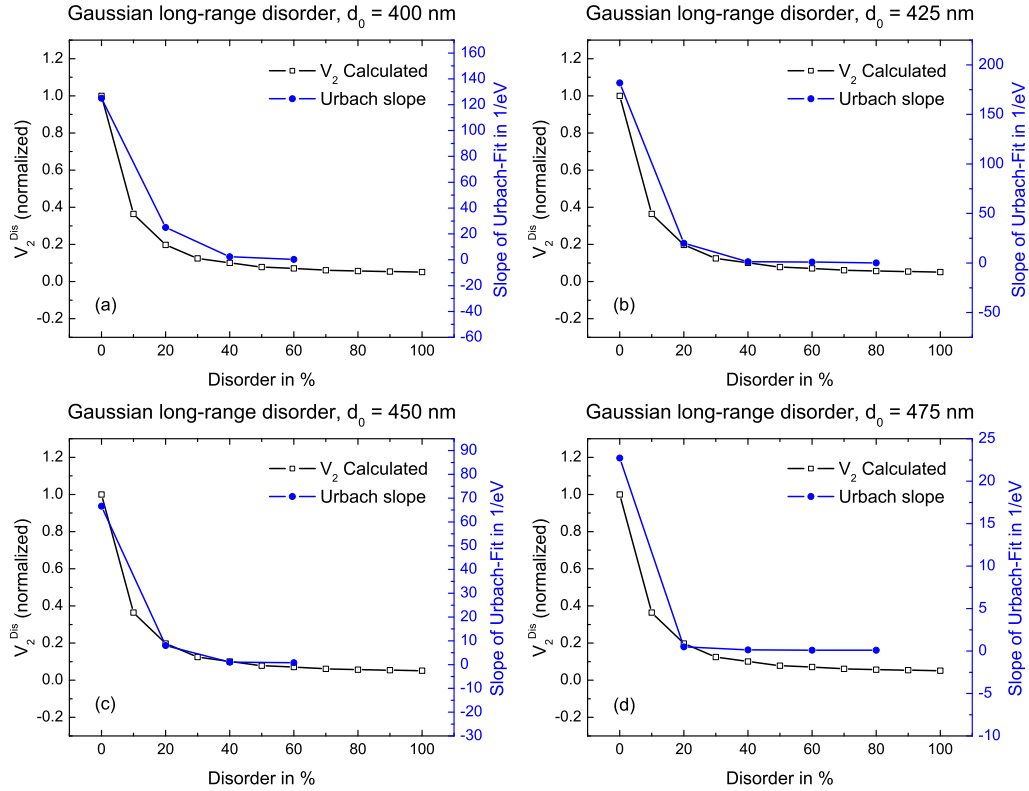 Gaussian long-range disorder, d0 = 400 nm
V2 Calculated
Urbach slope
V2Dis (normalized)
1.2
1.0
0.8
0.6
0.4
0.2
0.0
-0.2
160
140
120
100
80
60
40
20
0
-20
-40
-60
Slope of Urbach-Fit in 1/eV
(a)
0 20 40 60 80 100
Disorder in %
Gaussian long-range disorder, d0 = 425 nm
V2 Calculated
Urbach slope
V2Dis (normalized)
1.2
1.0
0.8
0.6
0.4
0.2
0.0
-0.2
200
150
100
50
0
-50
Slope of Urbach-Fit in 1/eV
(b)
0 20 40 60 80 100
Disorder in %
Gaussian long-range disorder, d0 = 450 nm
V2 Calculated
Urbach slope
V2Dis (normalized)
1.2
1.0
0.8
0.6
0.4
0.2
0.0
-0.2
90
80
70
60
50
40
30
20
10
0
-10
-20
-30
Slope of Urbach-Fit in 1/eV
(c)
0 20 40 60 80 100
Disorder in %
Gaussian long-range disorder, d0 = 475 nm
V2 Calculated
Urbach slope
V2Dis (normalized)
1.2
1.0
0.8
0.6
0.4
0.2
0.0
-0.2
25
20
15
10
5
0
-5
-10
Slope of Urbach-Fit in 1/eV
(d)
0 20 40 60 80 100
Disorder in %